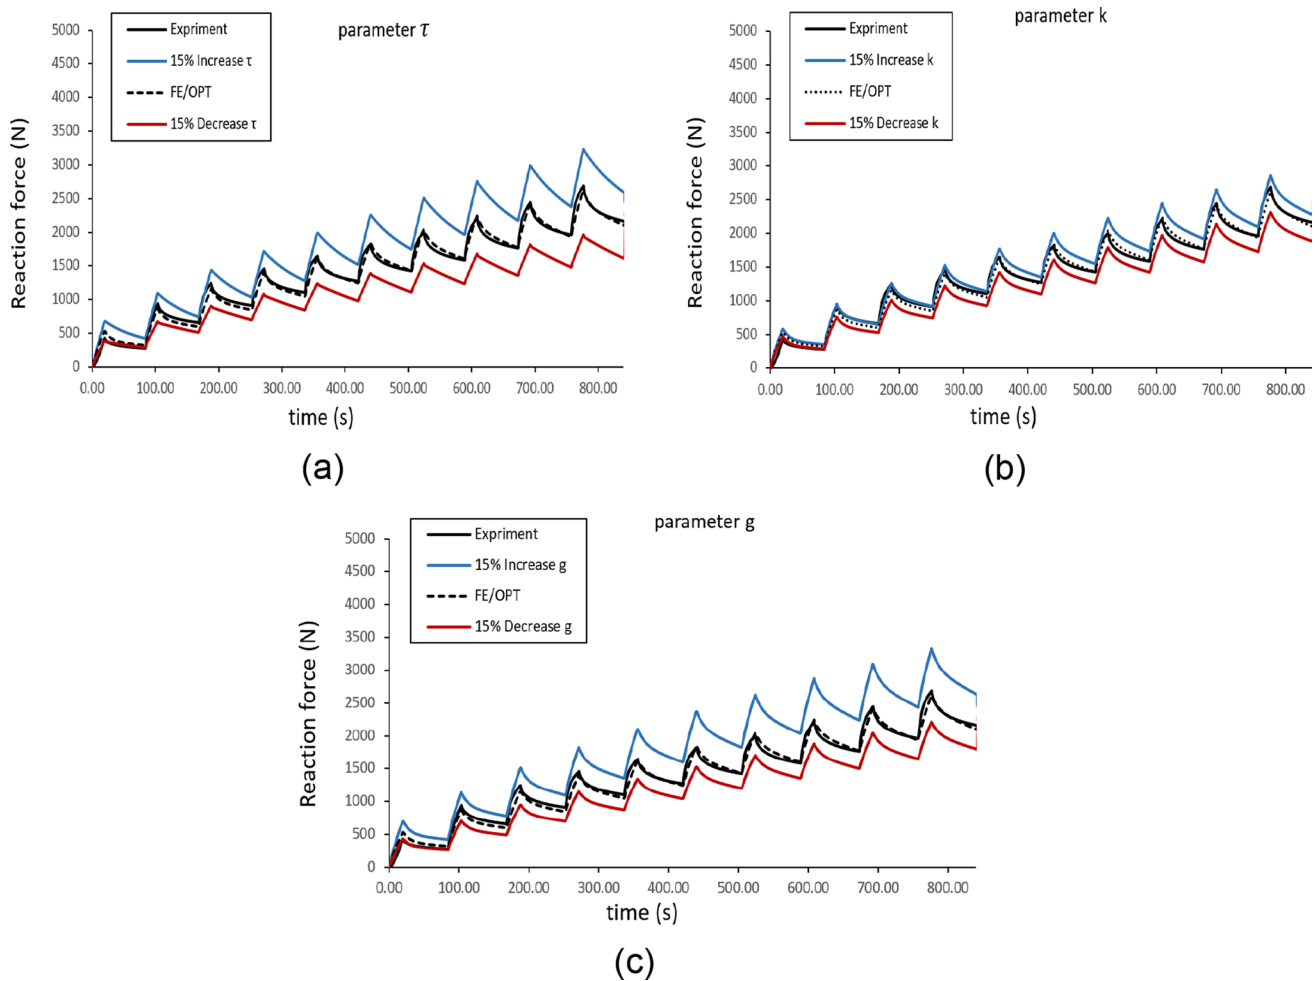 parameter τ
Expriment
15% Increase τ
FE/OPT
15% Decrease τ
5000
4500
4000
3500
3000
2500
2000
1500
1000
500
0
Reaction force (N)
0.00 100.00 200.00 300.00 400.00 500.00 600.00 700.00 800.00
time (s)
(a)
parameter k
Expriment
15% Increase k
FE/OPT
15% Decrease k
5000
4500
4000
3500
3000
2500
2000
1500
1000
500
0
Reaction force (N)
0.00 100.00 200.00 300.00 400.00 500.00 600.00 700.00 800.00
time (s)
(b)
parameter g
Expriment
15% Increase g
FE/OPT
15% Decrease g
5000
4500
4000
3500
3000
2500
2000
1500
1000
500
0
Reaction force (N)
0.00 100.00 200.00 300.00 400.00 500.00 600.00 700.00 800.00
time (s)
(c)